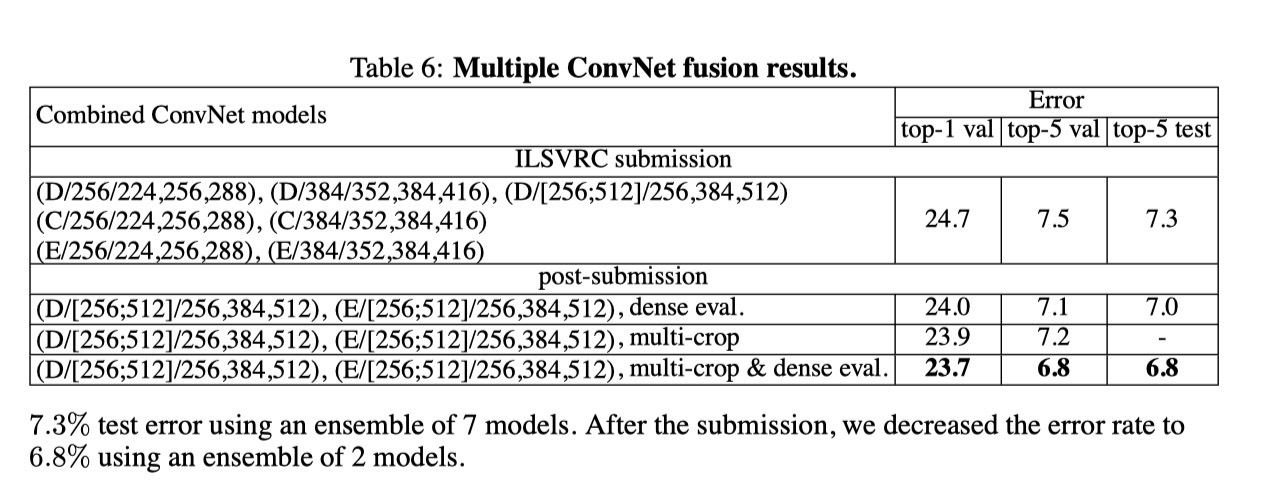 Table 6: Multiple ConvNet fusion results.
Combined ConvNet models
Error
top-1 val top-5 val top-5 test
ILSVRC submission
(D/256/224,256,288), (D/384/352,384,416), (D/[256;512]/256,384,512)
(C/256/224,256,288), (C/384/352,384,416)
(E/256/224,256,288), (E/384/352,384,416)
24.7 7.5 7.3
post-submission
(D/[256;512]/256,384,512), (E/[256;512]/256,384,512), dense eval. 24.0 7.1 7.0
(D/[256;512]/256,384,512), (E/[256;512]/256,384,512), multi-crop 23.9 7.2 -
(D/[256;512]/256,384,512), (E/[256;512]/256,384,512), multi-crop & dense eval. 23.7 6.8 6.8
7.3% test error using an ensemble of 7 models. After the submission, we decreased the error rate to
6.8% using an ensemble of 2 models.